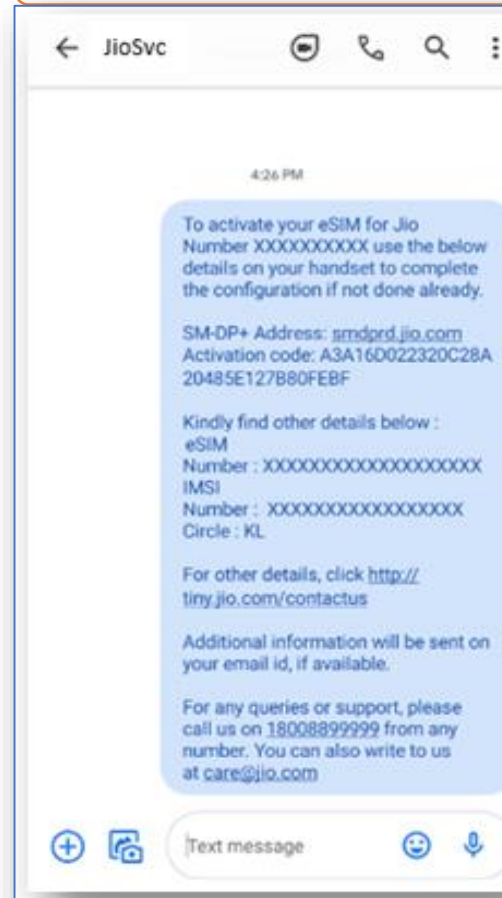 JioSvc
4:26 PM
To activate your eSIM for Jio
Number XXXXXXXXXX use the below
details on your handset to complete
the configuration if not done already.
SM-DP+ Address: smdprd.jio.com
Activation code: A3A16D022320C28A
20485E127B80FEBF
Kindly find other details below :
eSIM
Number : XXXXXXXXXXXXXXXXXXX
IMSI
Number : XXXXXXXXXXXXXXXXX
Circle : KL
For other details, click http://
tiny.jio.com/contactus
Additional information will be sent on
your email id, if available.
For any queries or support, please
call us on 18008899999 from any
number. You can also write to us
at care@jio.com
Text message